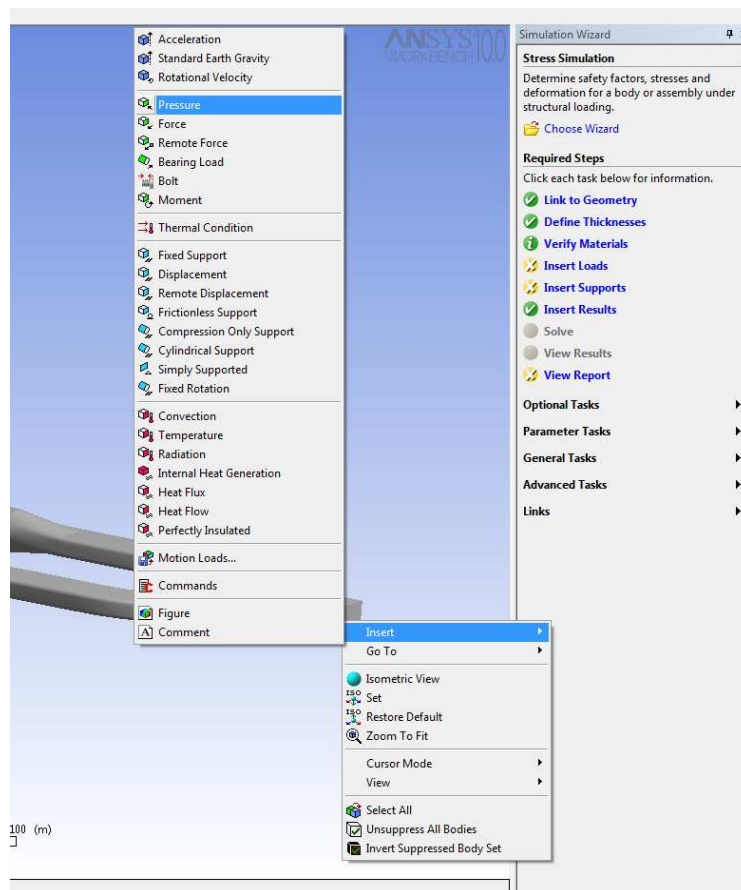 Acceleration
Standard Earth Gravity
Rotational Velocity
Pressure
Force
Remote Force
Bearing Load
Bolt
Moment
Thermal Condition
Fixed Support
Displacement
Remote Displacement
Frictionless Support
Compression Only Support
Cylindrical Support
Simply Supported
Fixed Rotation
Convection
Temperature
Radiation
Internal Heat Generation
Heat Flux
Heat Flow
Perfectly Insulated
Motion Loads...
Commands
Figure
A Comment
ANSYS 10.0
WORKBENCH
Insert
Go To
Isometric View
ISO Set
ISO Restore Default
Zoom To Fit
Cursor Mode
View
Select All
Unsuppress All Bodies
Invert Suppressed Body Set
100 (m)
Simulation Wizard
Stress Simulation
Determine safety factors, stresses and
deformation for a body or assembly under
structural loading.
Choose Wizard
Required Steps
Click each task below for information.
Link to Geometry
Define Thicknesses
Verify Materials
Insert Loads
Insert Supports
Insert Results
Solve
View Results
View Report
Optional Tasks
Parameter Tasks
General Tasks
Advanced Tasks
Links